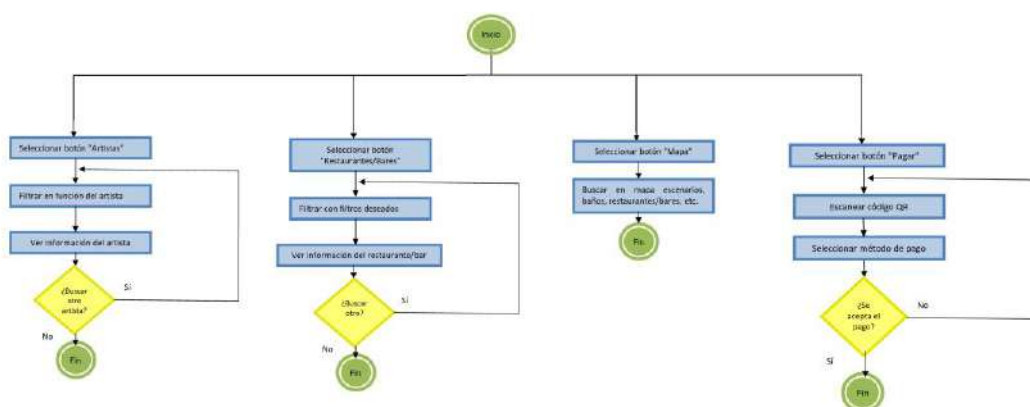 Inicio
Seleccionar botón "Artistas"
Filtrar en función del artista
Ver información del artista
¿Buscar
otro
artista?
Sí
No
Fin
Seleccionar botón
"Restaurantes/Bares"
Filtrar con filtros deseados
Ver información del restaurante/bar
¿Buscar
otro?
Sí
No
Fin
Seleccionar botón "Mapa"
Buscar en mapa escenarios,
baños, restaurantes/bares, etc.
Fin
Seleccionar botón "Pagar"
Escanear código QR
Seleccionar método de pago
¿Se
acepta el
pago?
No
Sí
Fin